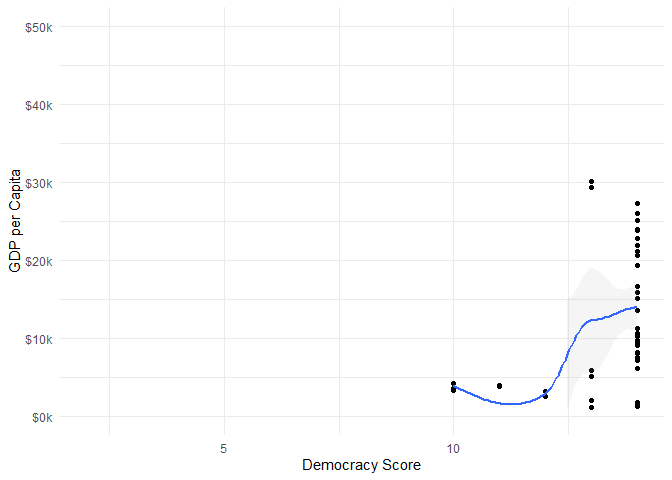 $50k
$40k
$30k
$20k
$10k
$0k
GDP per Capita
5 10
Democracy Score